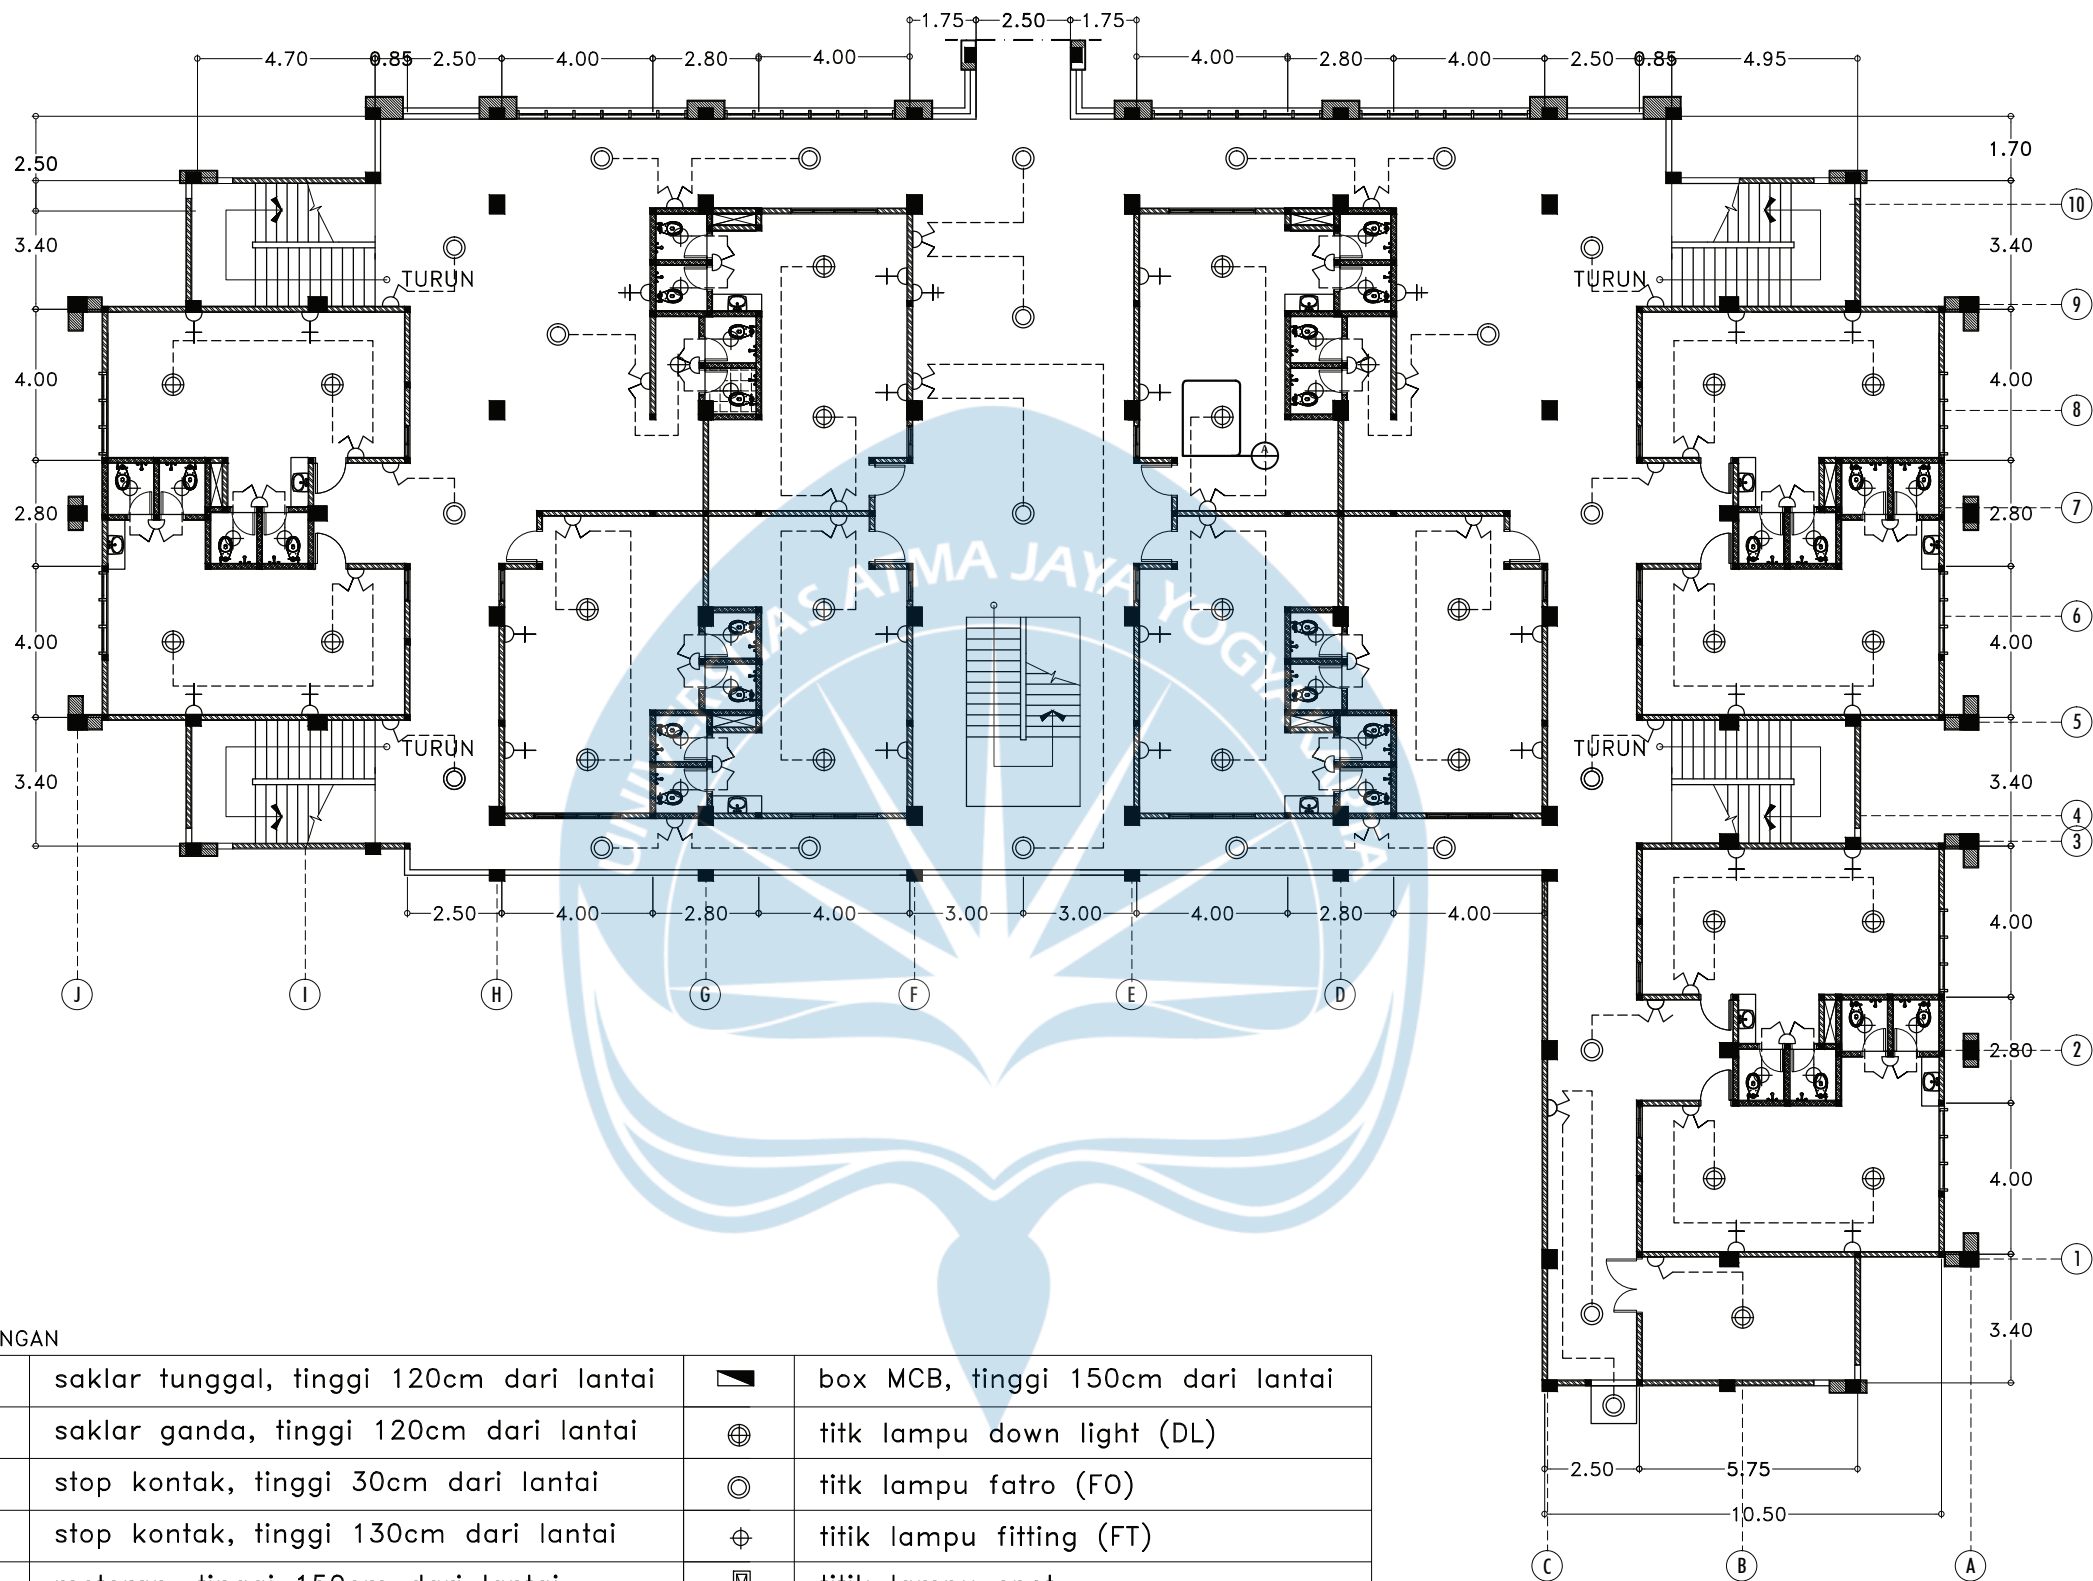 1.75 2.50 1.75
4.70 0.85 2.50 4.00 2.80 4.00 4.00 2.80 4.00 2.50 0.85 4.95
2.50 1.70
10
3.40 3.40
TURUN TURUN
9
4.00 4.00
8
A
2.80 2.80 7
UNIVERSITAS ATMA JAYA YOGYAKARTA
4.00 4.00 6
5
TURUN TURUN
3.40 3.40
4
3
2.50 4.00 2.80 4.00 3.00 3.00 4.00 2.80 4.00 4.00
J I H G F E D
2.80 2
4.00
1
3.40
NGAN
saklar tunggal, tinggi 120cm dari lantai box MCB, tinggi 150cm dari lantai
saklar ganda, tinggi 120cm dari lantai titk lampu down light (DL)
2.50 5.75
stop kontak, tinggi 30cm dari lantai titk lampu fatro (FO)
10.50
stop kontak, tinggi 130cm dari lantai titik lampu fitting (FT)
C B A